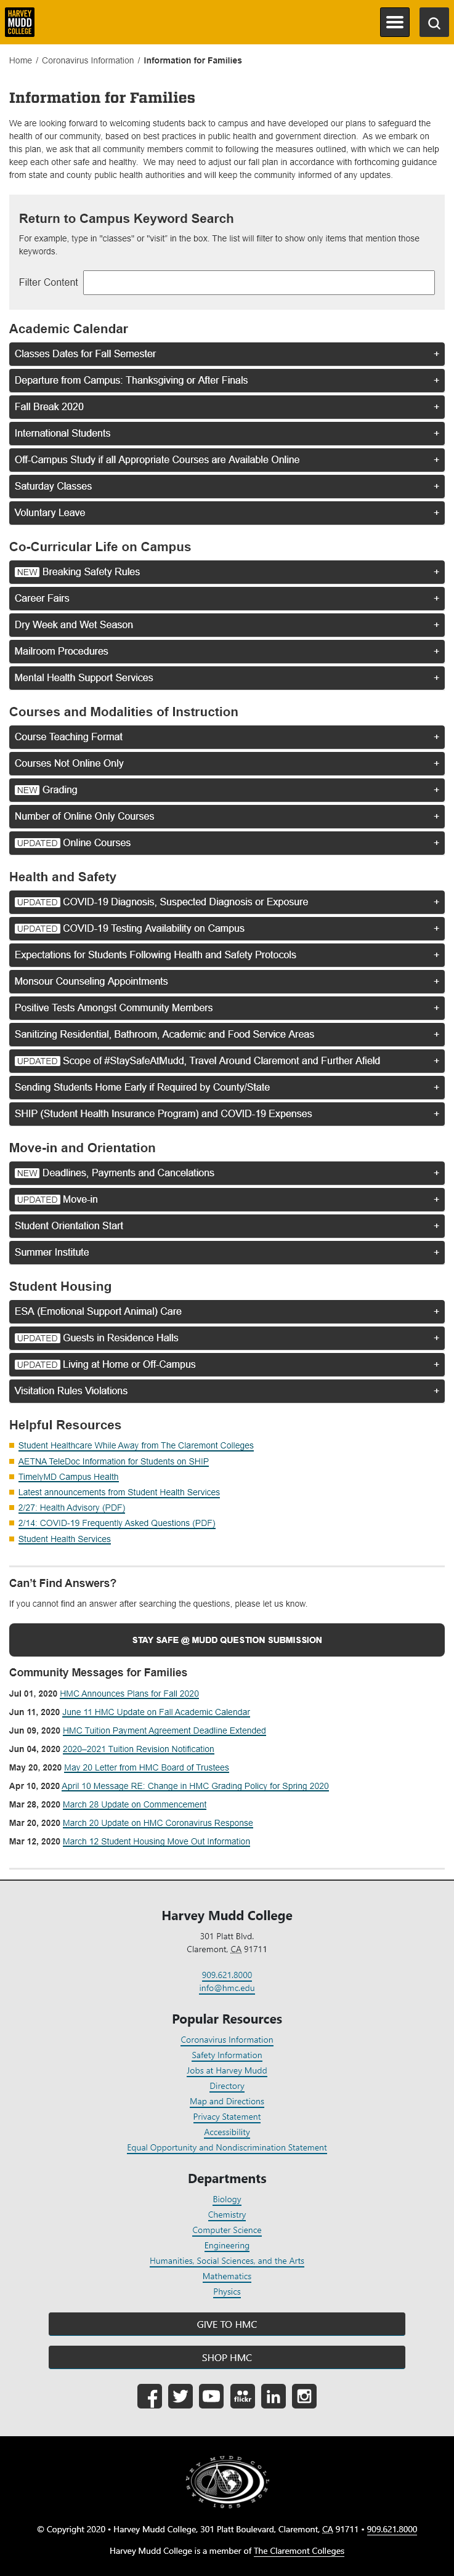 HARVEY
MUDD
COLLEGE
Home / Coronavirus Information / Information for Families
Information for Families
We are looking forward to welcoming students back to campus and have developed our plans to safeguard the
health of our community, based on best practices in public health and government direction.  As we embark on
this plan, we ask that all community members commit to following the measures outlined, with which we can help
keep each other safe and healthy.  We may need to adjust our fall plan in accordance with forthcoming guidance
from state and county public health authorities and will keep the community informed of any updates.
Return to Campus Keyword Search
For example, type in "classes" or "visit" in the box. The list will filter to show only items that mention those
keywords.
Filter Content
Academic Calendar
Classes Dates for Fall Semester +
Departure from Campus: Thanksgiving or After Finals +
Fall Break 2020 +
International Students +
Off-Campus Study if all Appropriate Courses are Available Online +
Saturday Classes +
Voluntary Leave +
Co-Curricular Life on Campus
NEW Breaking Safety Rules +
Career Fairs +
Dry Week and Wet Season +
Mailroom Procedures +
Mental Health Support Services +
Courses and Modalities of Instruction
Course Teaching Format +
Courses Not Online Only +
NEW Grading +
Number of Online Only Courses +
UPDATED Online Courses +
Health and Safety
UPDATED COVID-19 Diagnosis, Suspected Diagnosis or Exposure +
UPDATED COVID-19 Testing Availability on Campus +
Expectations for Students Following Health and Safety Protocols +
Monsour Counseling Appointments +
Positive Tests Amongst Community Members +
Sanitizing Residential, Bathroom, Academic and Food Service Areas +
UPDATED Scope of #StaySafeAtMudd, Travel Around Claremont and Further Afield +
Sending Students Home Early if Required by County/State +
SHIP (Student Health Insurance Program) and COVID-19 Expenses +
Move-in and Orientation
NEW Deadlines, Payments and Cancelations +
UPDATED Move-in +
Student Orientation Start +
Summer Institute +
Student Housing
ESA (Emotional Support Animal) Care +
UPDATED Guests in Residence Halls +
UPDATED Living at Home or Off-Campus +
Visitation Rules Violations +
Helpful Resources
Student Healthcare While Away from The Claremont Colleges
AETNA TeleDoc Information for Students on SHIP
TimelyMD Campus Health
Latest announcements from Student Health Services
2/27: Health Advisory (PDF)
2/14: COVID-19 Frequently Asked Questions (PDF)
Student Health Services
Can't Find Answers?
If you cannot find an answer after searching the questions, please let us know.
STAY SAFE @ MUDD QUESTION SUBMISSION
Community Messages for Families
Jul 01, 2020 HMC Announces Plans for Fall 2020
Jun 11, 2020 June 11 HMC Update on Fall Academic Calendar
Jun 09, 2020 HMC Tuition Payment Agreement Deadline Extended
Jun 04, 2020 2020–2021 Tuition Revision Notification
May 20, 2020 May 20 Letter from HMC Board of Trustees
Apr 10, 2020 April 10 Message RE: Change in HMC Grading Policy for Spring 2020
Mar 28, 2020 March 28 Update on Commencement
Mar 20, 2020 March 20 Update on HMC Coronavirus Response
Mar 12, 2020 March 12 Student Housing Move Out Information
Harvey Mudd College
301 Platt Blvd.
Claremont, CA 91711
909.621.8000
info@hmc.edu
Popular Resources
Coronavirus Information
Safety Information
Jobs at Harvey Mudd
Directory
Map and Directions
Privacy Statement
Accessibility
Equal Opportunity and Nondiscrimination Statement
Departments
Biology
Chemistry
Computer Science
Engineering
Humanities, Social Sciences, and the Arts
Mathematics
Physics
GIVE TO HMC
SHOP HMC
flickr
© Copyright 2020 • Harvey Mudd College, 301 Platt Boulevard, Claremont, CA 91711 • 909.621.8000
Harvey Mudd College is a member of The Claremont Colleges